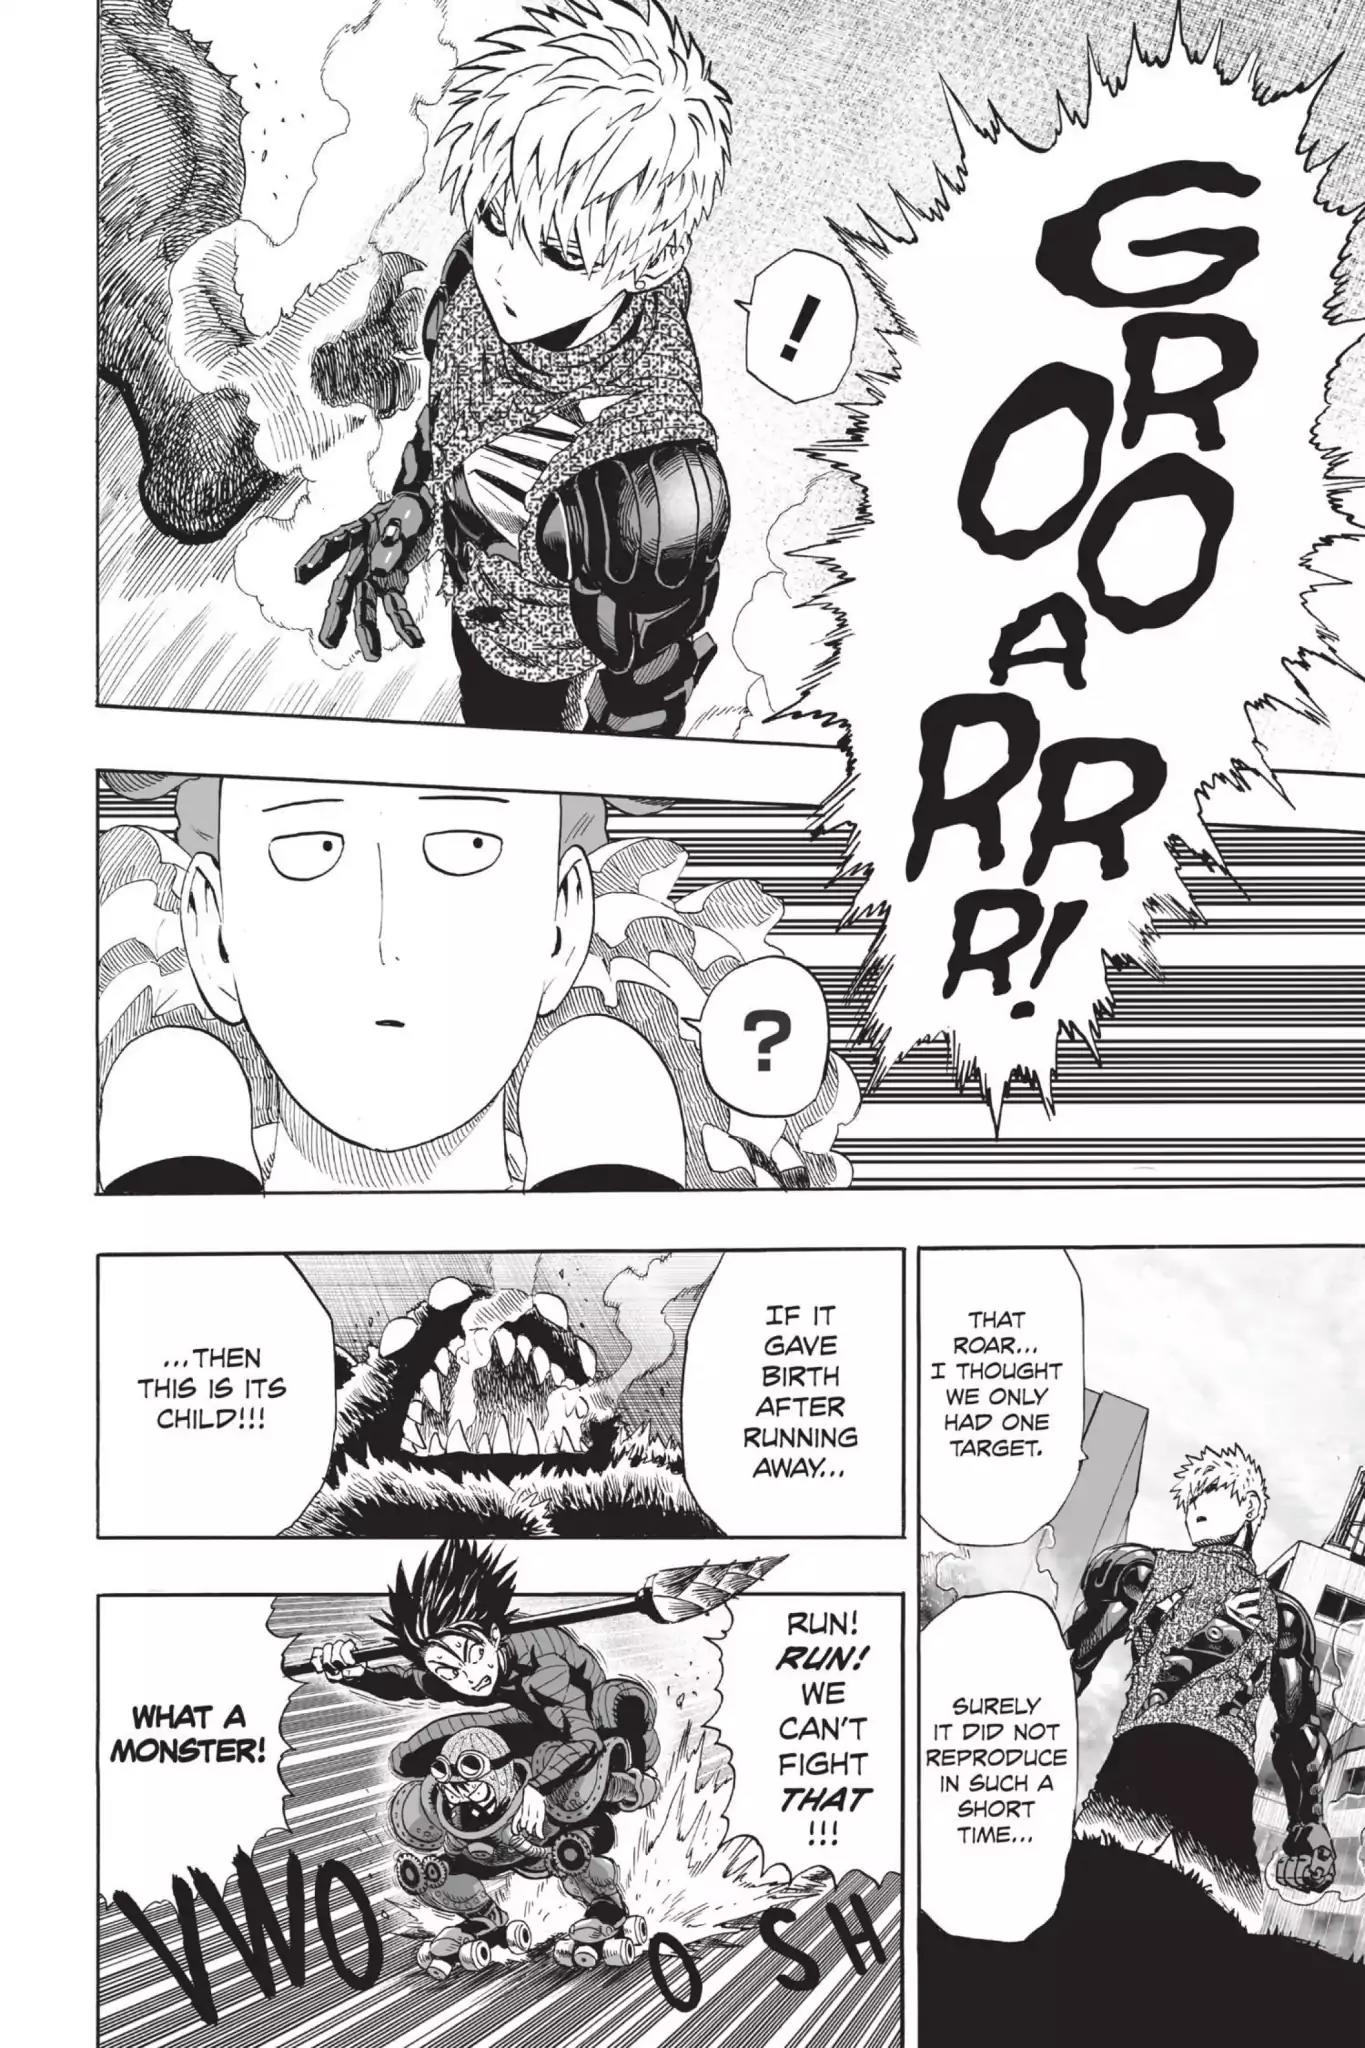 GROOARRR!
!
?
THAT
ROAR...
I THOUGHT
WE ONLY
HAD ONE
TARGET.
SURELY
IT DID NOT
REPRODUCE
IN SUCH A
SHORT
TIME...
IF IT
GAVE
BIRTH
AFTER
RUNNING
AWAY...
...THEN
THIS IS ITS
CHILD!!!
RUN!
RUN!
WE
CAN'T
FIGHT
THAT
!!!
WHAT A
MONSTER!
VWOOSH